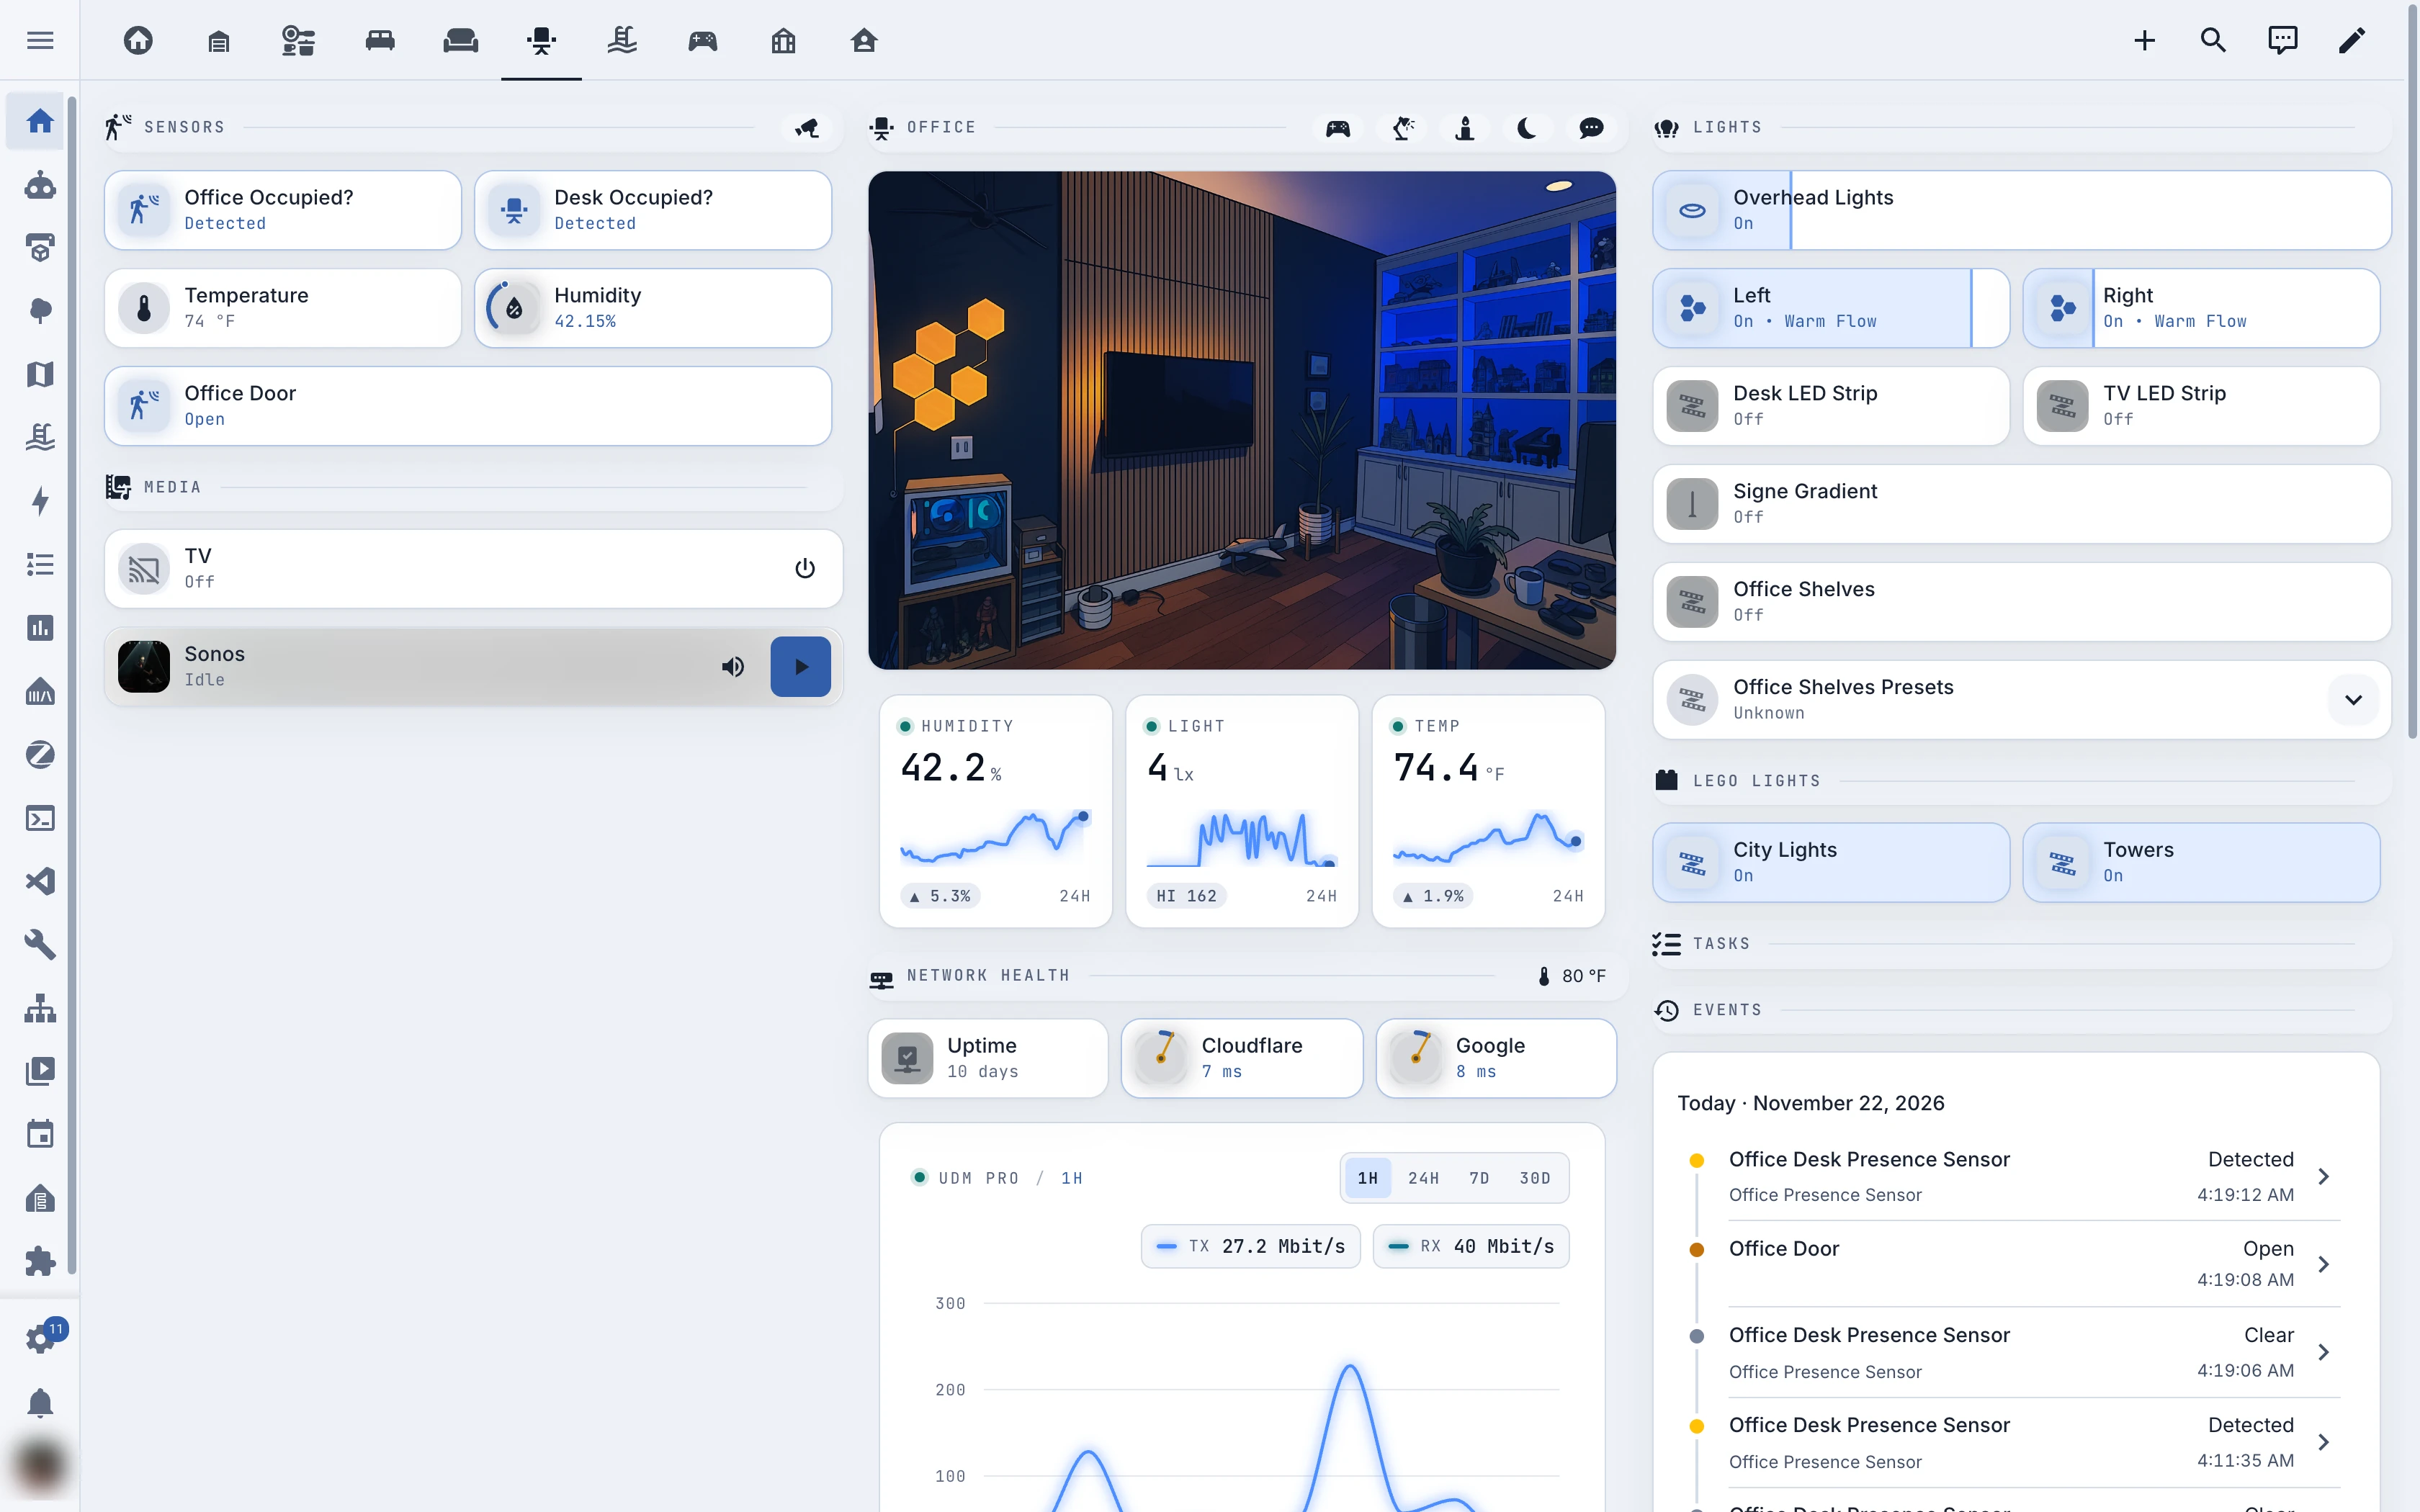 SENSORS
Office Occupied?
Detected
Desk Occupied?
Detected
Temperature
74 °F
Humidity
42.15%
Office Door
Open
MEDIA
TV
Off
Sonos
Idle
11
OFFICE
HUMIDITY
42.2 %
▲ 5.3% 24H
LIGHT
4 lx
HI 162 24H
TEMP
74.4 °F
▲ 1.9% 24H
NETWORK HEALTH
80 °F
Uptime
10 days
Cloudflare
7 ms
Google
8 ms
UDM PRO / 1H
1H 24H 7D 30D
TX 27.2 Mbit/s
RX 40 Mbit/s
300
200
100
LIGHTS
Overhead Lights
On
Left
On • Warm Flow
Right
On • Warm Flow
Desk LED Strip
Off
TV LED Strip
Off
Signe Gradient
Off
Office Shelves
Off
Office Shelves Presets
Unknown
LEGO LIGHTS
City Lights
On
Towers
On
TASKS
EVENTS
Today · November 22, 2026
Office Desk Presence Sensor Detected
Office Presence Sensor 4:19:12 AM
Office Door Open
4:19:08 AM
Office Desk Presence Sensor Clear
Office Presence Sensor 4:19:06 AM
Office Desk Presence Sensor Detected
Office Presence Sensor 4:11:35 AM